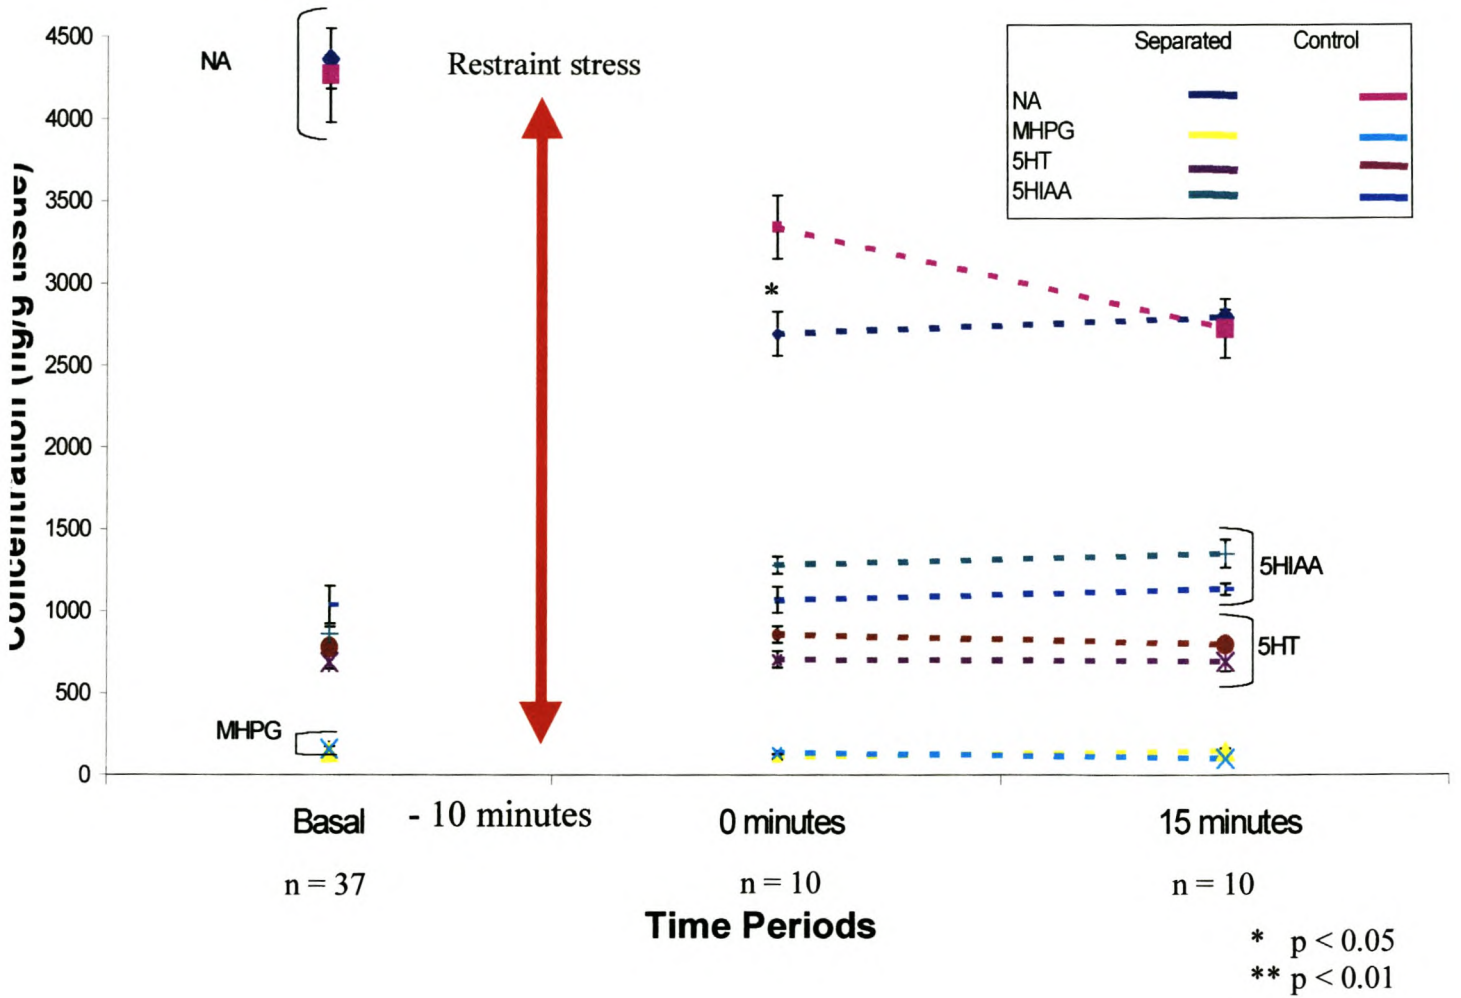 4500
4000
3500
3000
2500
2000
1500
1000
500
0
NA
Restraint stress
Separated Control
NA
MHPG
5HT
5HIAA
*
5HIAA
5HT
MHPG
Basal - 10 minutes 0 minutes 15 minutes
n = 37 n = 10 n = 10
Time Periods
* p < 0.05
** p < 0.01